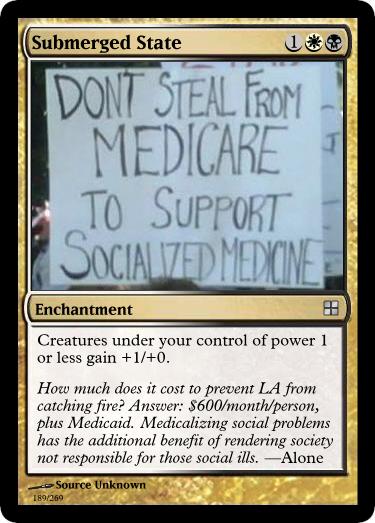 Submerged State 1
DONT STEAL FROM
MEDICARE
TO SUPPORT
SOCIALIZED MEDICINE
Enchantment
Creatures under your control of power 1
or less gain +1/+0.
How much does it cost to prevent LA from
catching fire? Answer: $600/month/person,
plus Medicaid. Medicalizing social problems
has the additional benefit of rendering society
not responsible for those social ills. —Alone
Source Unknown
189/269